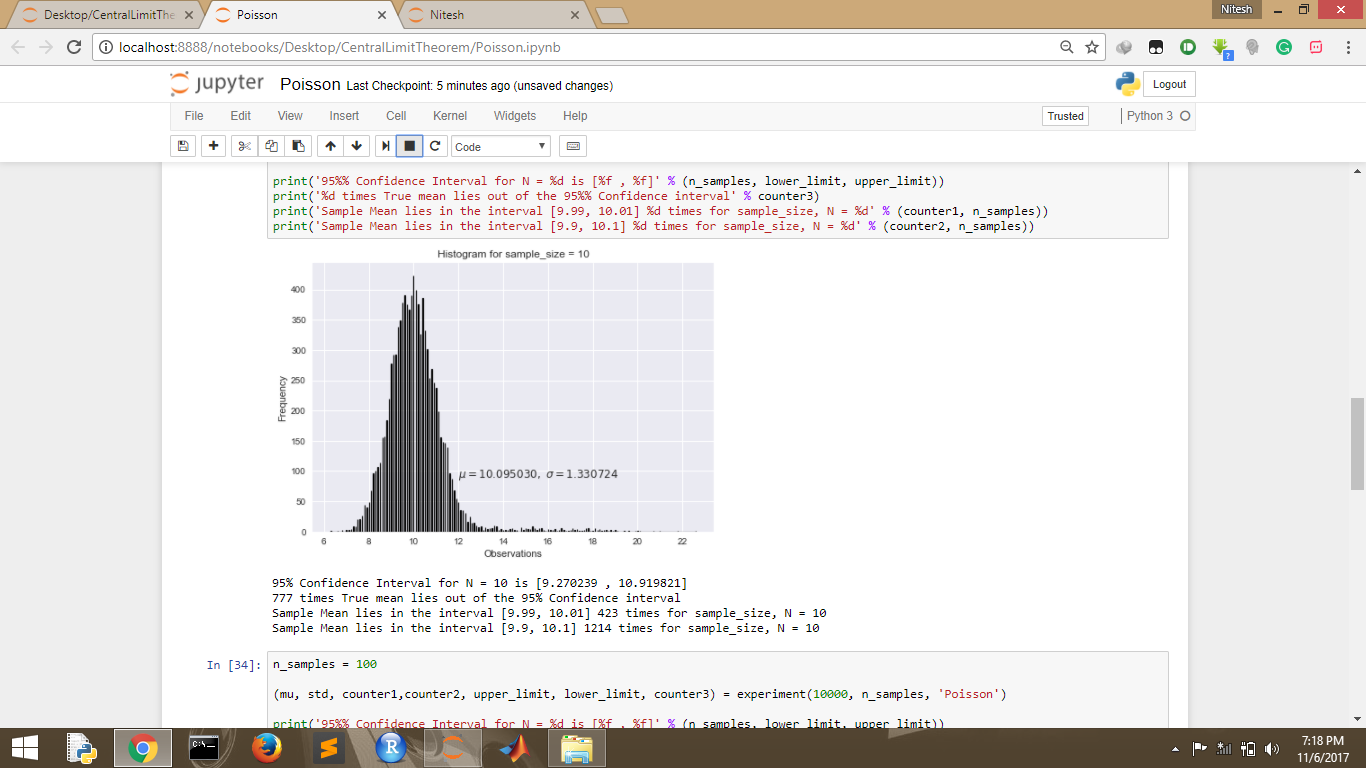 Desktop/CentralLimitThe
Poisson
Nitesh
Nitesh
localhost:8888/notebooks/Desktop/CentralLimitTheorem/Poisson.ipynb
?
jupyter Poisson Last Checkpoint: 5 minutes ago (unsaved changes)
Logout
File Edit View Insert Cell Kernel Widgets Help
Trusted
Python 3
Code
print('95%% Confidence Interval for N = %d is [%f , %f]' % (n_samples, lower_limit, upper_limit))
print('%d times True mean lies out of the 95%% Confidence interval' % counter3)
print('Sample Mean lies in the interval [9.99, 10.01] %d times for sample_size, N = %d' % (counter1, n_samples))
print('Sample Mean lies in the interval [9.9, 10.1] %d times for sample_size, N = %d' % (counter2, n_samples))
Histogram for sample_size = 10
400
350
300
250
200
150
100
50
0
Frequency
μ = 10.095030, σ = 1.330724
6 8 10 12 14 16 18 20 22
Observations
95% Confidence Interval for N = 10 is [9.270239 , 10.919821]
777 times True mean lies out of the 95% Confidence interval
Sample Mean lies in the interval [9.99, 10.01] 423 times for sample_size, N = 10
Sample Mean lies in the interval [9.9, 10.1] 1214 times for sample_size, N = 10
In [34]: n_samples = 100
(mu, std, counter1,counter2, upper_limit, lower_limit, counter3) = experiment(10000, n_samples, 'Poisson')
print('95%% Confidence Interval for N = %d is [%f , %f]' % (n_samples, lower_limit, upper_limit))
C:\_
R
7:18 PM
11/6/2017